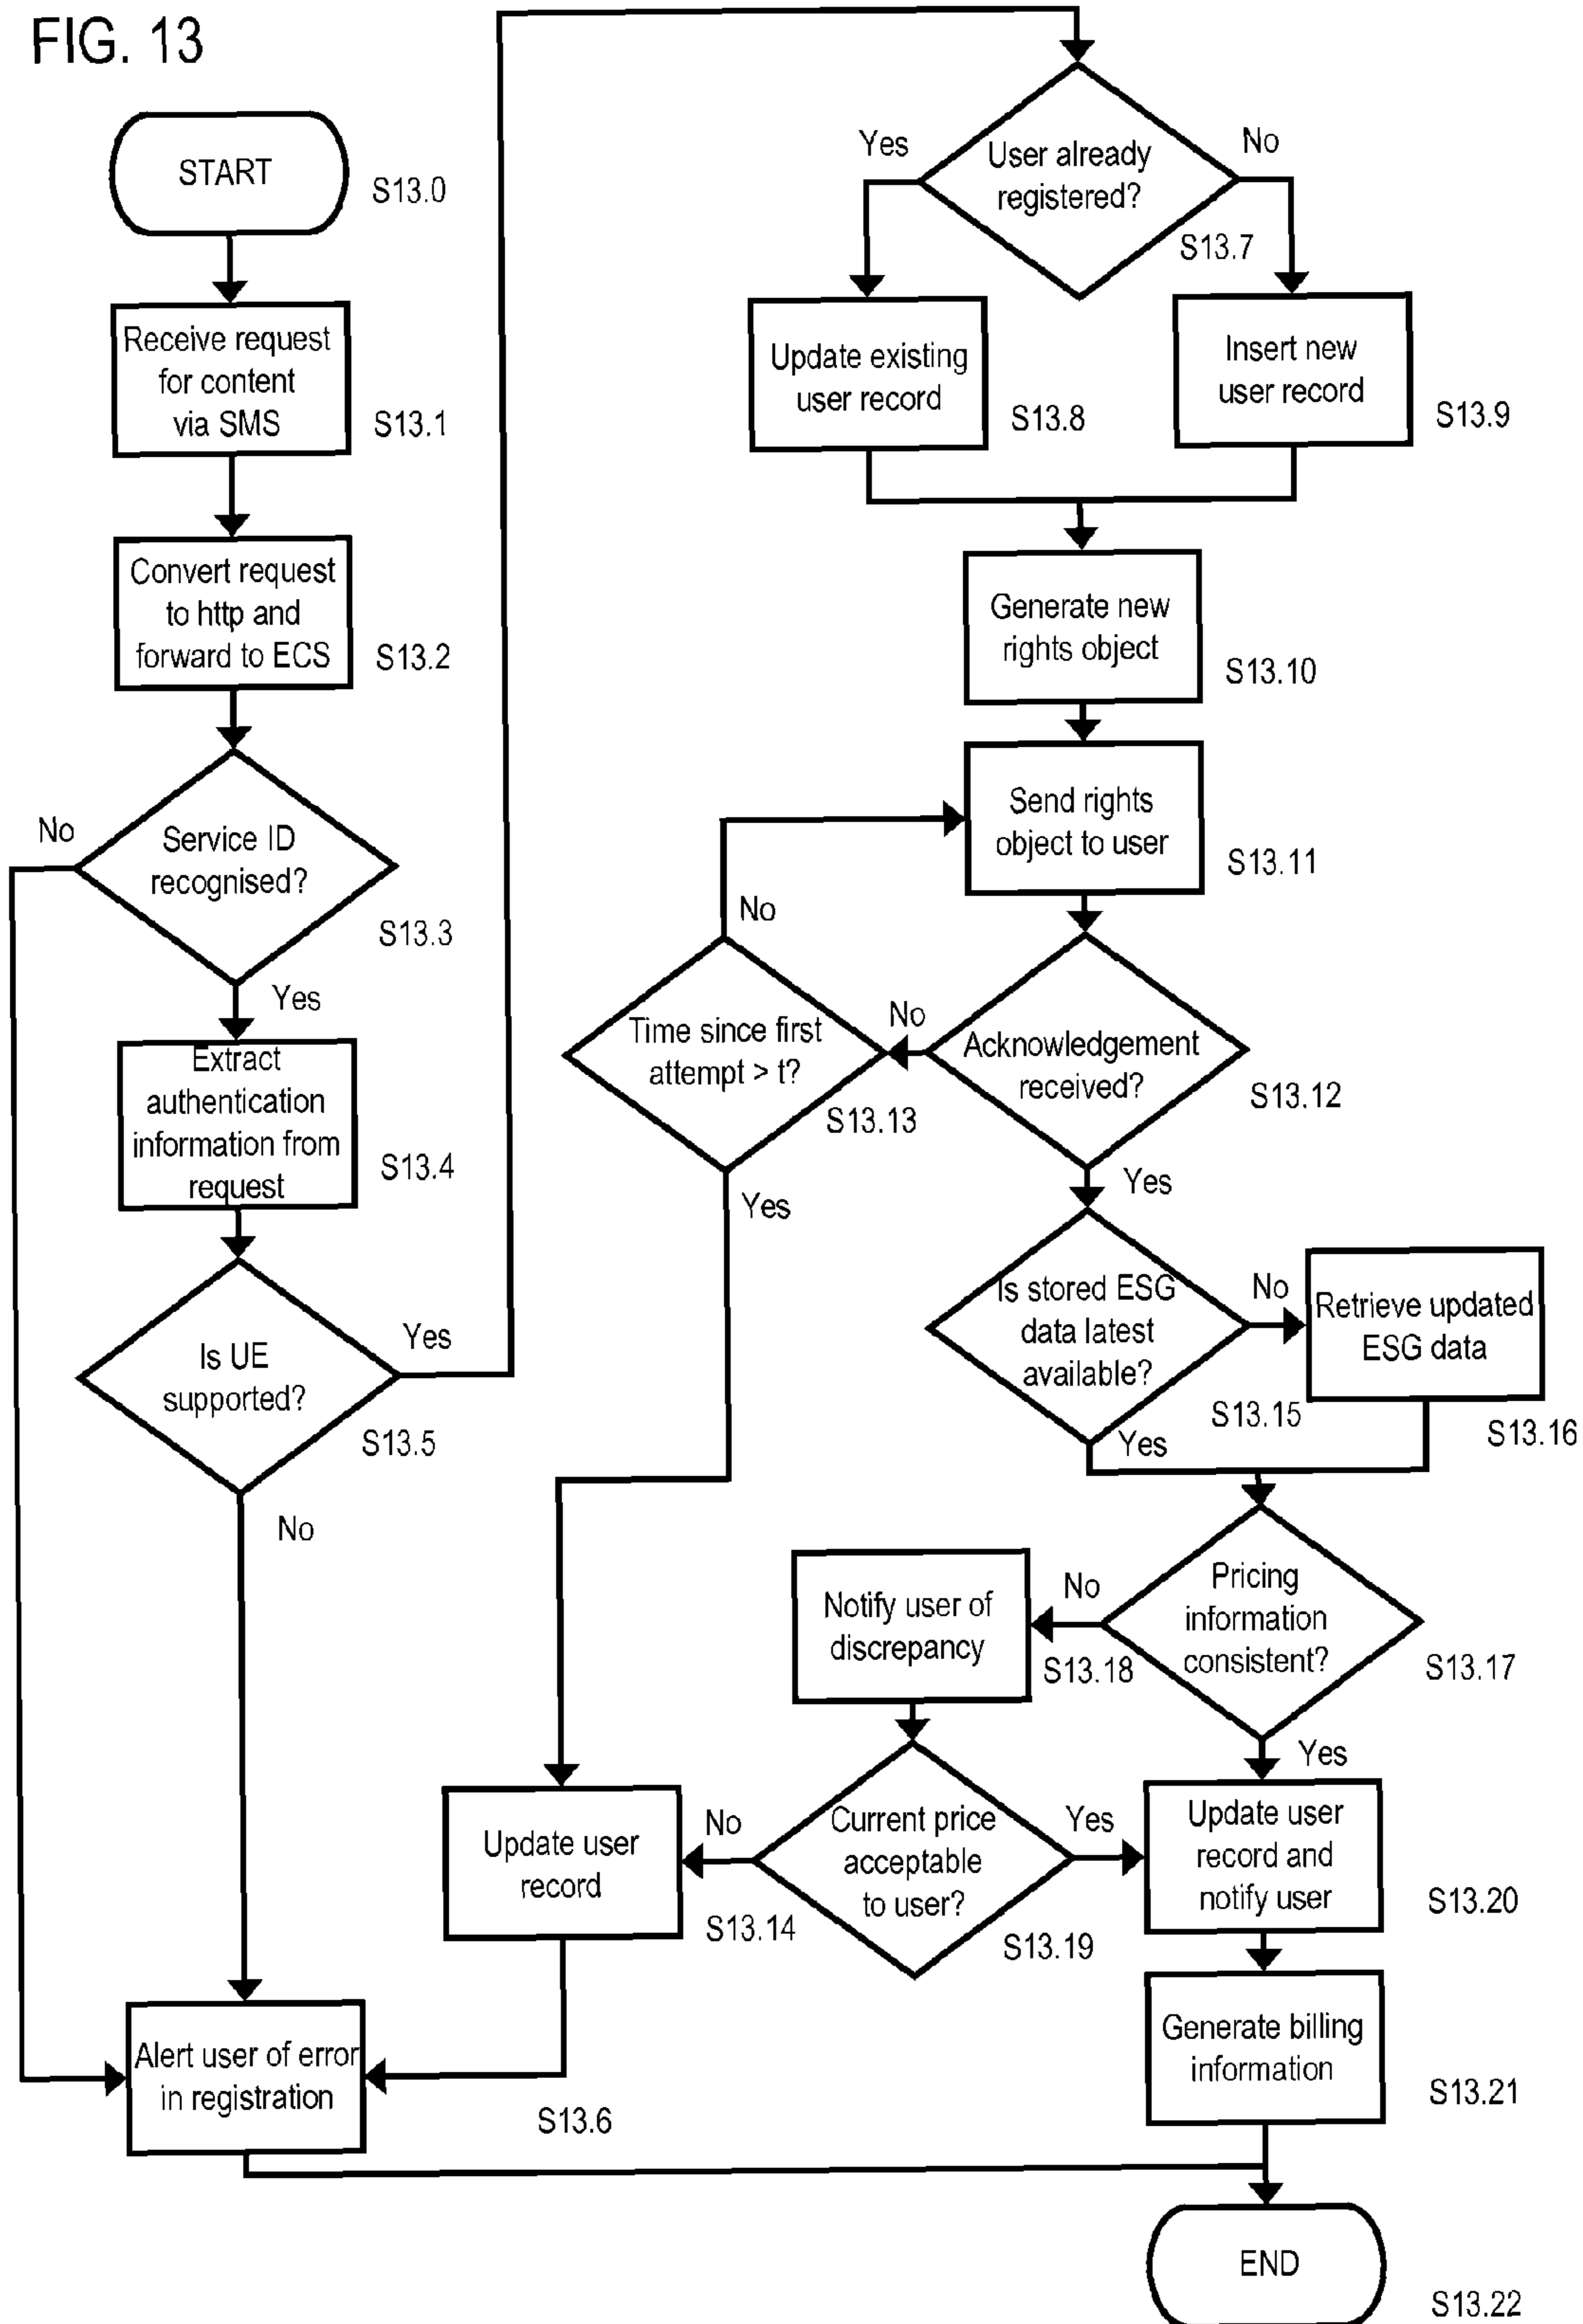 FIG. 13
START
S13.0
Receive request
for content
via SMS
S13.1
Convert request
to http and
forward to ECS
S13.2
Service ID
recognised?
S13.3
No
Yes
Extract
authentication
information from
request
S13.4
Is UE
supported?
S13.5
Yes
No
Alert user of error
in registration
S13.6
User already
registered?
S13.7
Yes
No
Update existing
user record
S13.8
Insert new
user record
S13.9
Generate new
rights object
S13.10
Send rights
object to user
S13.11
Acknowledgement
received?
S13.12
No
Yes
Time since first
attempt > t?
S13.13
No
Yes
Update user
record
S13.14
Is stored ESG
data latest
available?
S13.15
No
Yes
Retrieve updated
ESG data
S13.16
Pricing
information
consistent?
S13.17
No
Yes
Notify user of
discrepancy
S13.18
Current price
acceptable
to user?
S13.19
No
Yes
Update user
record and
notify user
S13.20
Generate billing
information
S13.21
END
S13.22